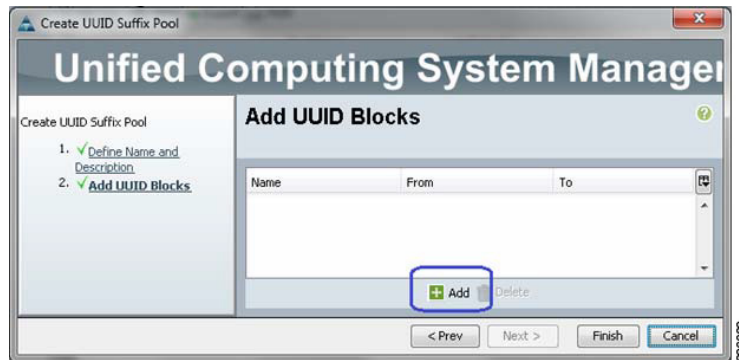 Create UUID Suffix Pool
Unified Computing System Manager
Create UUID Suffix Pool
1. Define Name and
Description
2. Add UUID Blocks
Add UUID Blocks
Name From To
Add Delete
< Prev Next > Finish Cancel